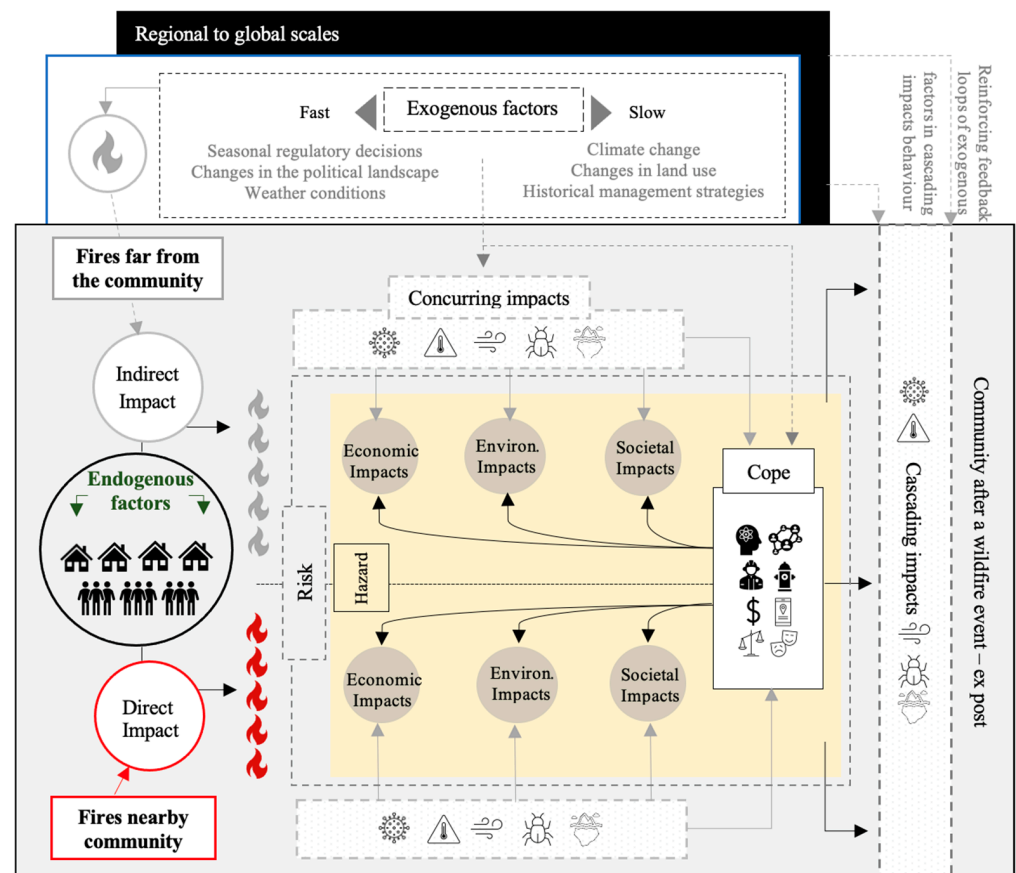 Regional to global scales
Exogenous factors
Fast
Slow
Seasonal regulatory decisions
Changes in the political landscape
Weather conditions
Climate change
Changes in land use
Historical management strategies
Reinforcing feedback
loops of exogenous
factors in cascading
impacts behaviour
Fires far from
the community
Concurring impacts
Indirect
Impact
Economic
Impacts
Environ.
Impacts
Societal
Impacts
Cope
Endogenous
factors
Risk
Hazard
$
Economic
Impacts
Environ.
Impacts
Societal
Impacts
Direct
Impact
Fires nearby
community
Cascading impacts
Community after a wildfire event – ex post